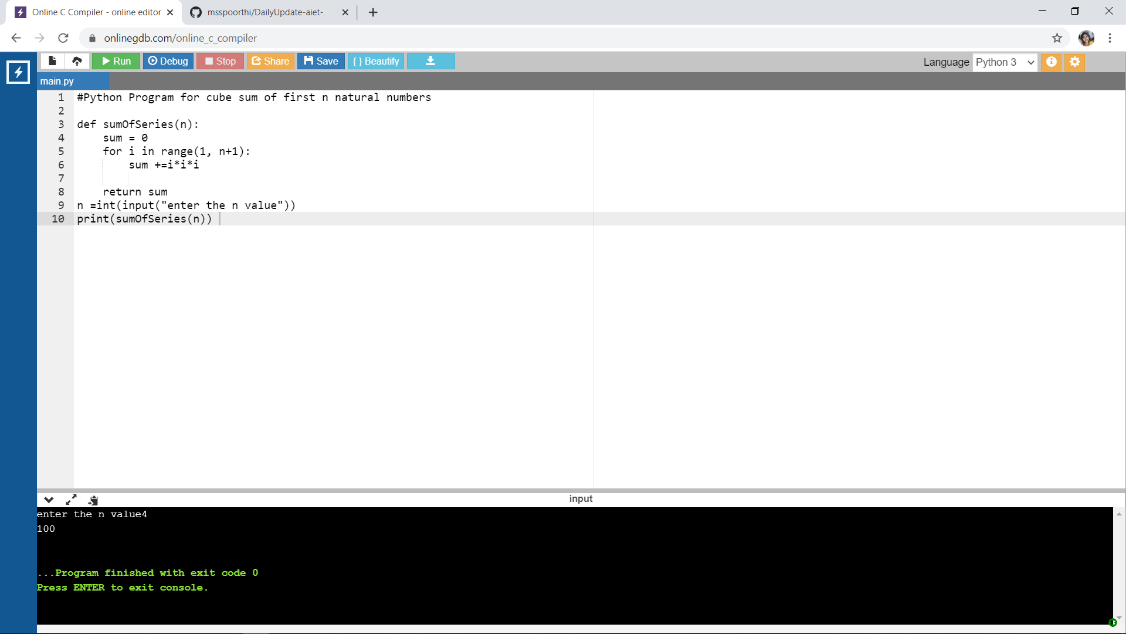 Online C Compiler - online editor
msspoorthi/DailyUpdate-aiet-
onlinegdb.com/online_c_compiler
Run Debug Stop Share Save { } Beautify Language Python 3
main.py
1 #Python Program for cube sum of first n natural numbers
2
3 def sumOfSeries(n):
4     sum = 0
5     for i in range(1, n+1):
6         sum +=i*i*i
7
8     return sum
9 n =int(input("enter the n value"))
10 print(sumOfSeries(n))
input
enter the n value4
100
...Program finished with exit code 0
Press ENTER to exit console.